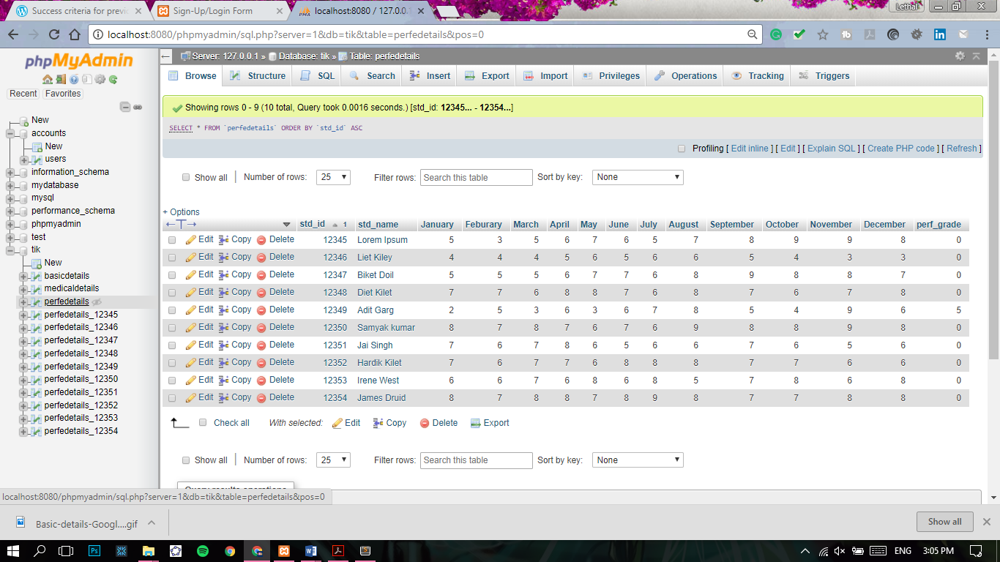 Success criteria for previ
Sign-Up/Login Form
localhost:8080 / 127.0.0.1
Lethal
localhost:8080/phpmyadmin/sql.php?server=1&db=tik&table=perfedetails&pos=0
phpMyAdmin
Recent Favorites
New
accounts
New
users
information_schema
mydatabase
mysql
performance_schema
phpmyadmin
test
tik
New
basicdetails
medicaldetails
perfedetails
perfedetails_12345
perfedetails_12346
perfedetails_12347
perfedetails_12348
perfedetails_12349
perfedetails_12350
perfedetails_12351
perfedetails_12352
perfedetails_12353
perfedetails_12354
Server: 127.0.0.1 » Database: tik » Table: perfedetails
Browse Structure SQL Search Insert Export Import Privileges Operations Tracking Triggers
Showing rows 0 - 9 (10 total, Query took 0.0016 seconds.) [std_id: 12345... - 12354...]
SELECT * FROM `perfedetails` ORDER BY `std_id` ASC
Profiling [ Edit inline ] [ Edit ] [ Explain SQL ] [ Create PHP code ] [ Refresh ]
Show all Number of rows: 25 Filter rows: Search this table Sort by key: None
+ Options
←T→ std_id 1 std_name January Feburary March April May June July August September October November December perf_grade
Edit Copy Delete 12345 Lorem Ipsum 5 3 5 6 7 6 5 7 8 9 9 8 0
Edit Copy Delete 12346 Liet Kiley 4 4 4 5 6 5 6 6 5 4 3 3 0
Edit Copy Delete 12347 Biket Doil 5 5 5 6 7 7 6 8 9 8 8 7 0
Edit Copy Delete 12348 Diet Kilet 7 7 6 8 8 7 8 8 7 6 7 8 0
Edit Copy Delete 12349 Adit Garg 2 5 3 6 3 6 7 8 5 4 9 6 5
Edit Copy Delete 12350 Samyak kumar 8 7 8 7 6 7 6 9 8 8 9 8 0
Edit Copy Delete 12351 Jai Singh 7 6 7 8 6 5 6 6 7 6 5 6 0
Edit Copy Delete 12352 Hardik Kilet 7 6 7 7 6 8 8 8 7 7 6 6 0
Edit Copy Delete 12353 Irene West 6 6 7 6 8 6 8 5 7 8 6 8 0
Edit Copy Delete 12354 James Druid 8 7 8 8 7 8 9 8 7 7 8 8 0
Check all With selected: Edit Copy Delete Export
Show all Number of rows: 25 Filter rows: Search this table Sort by key: None
Query results operations
localhost:8080/phpmyadmin/sql.php?server=1&db=tik&table=perfedetails&pos=0
Basic-details-Googl....gif
Show all
ENG 3:05 PM